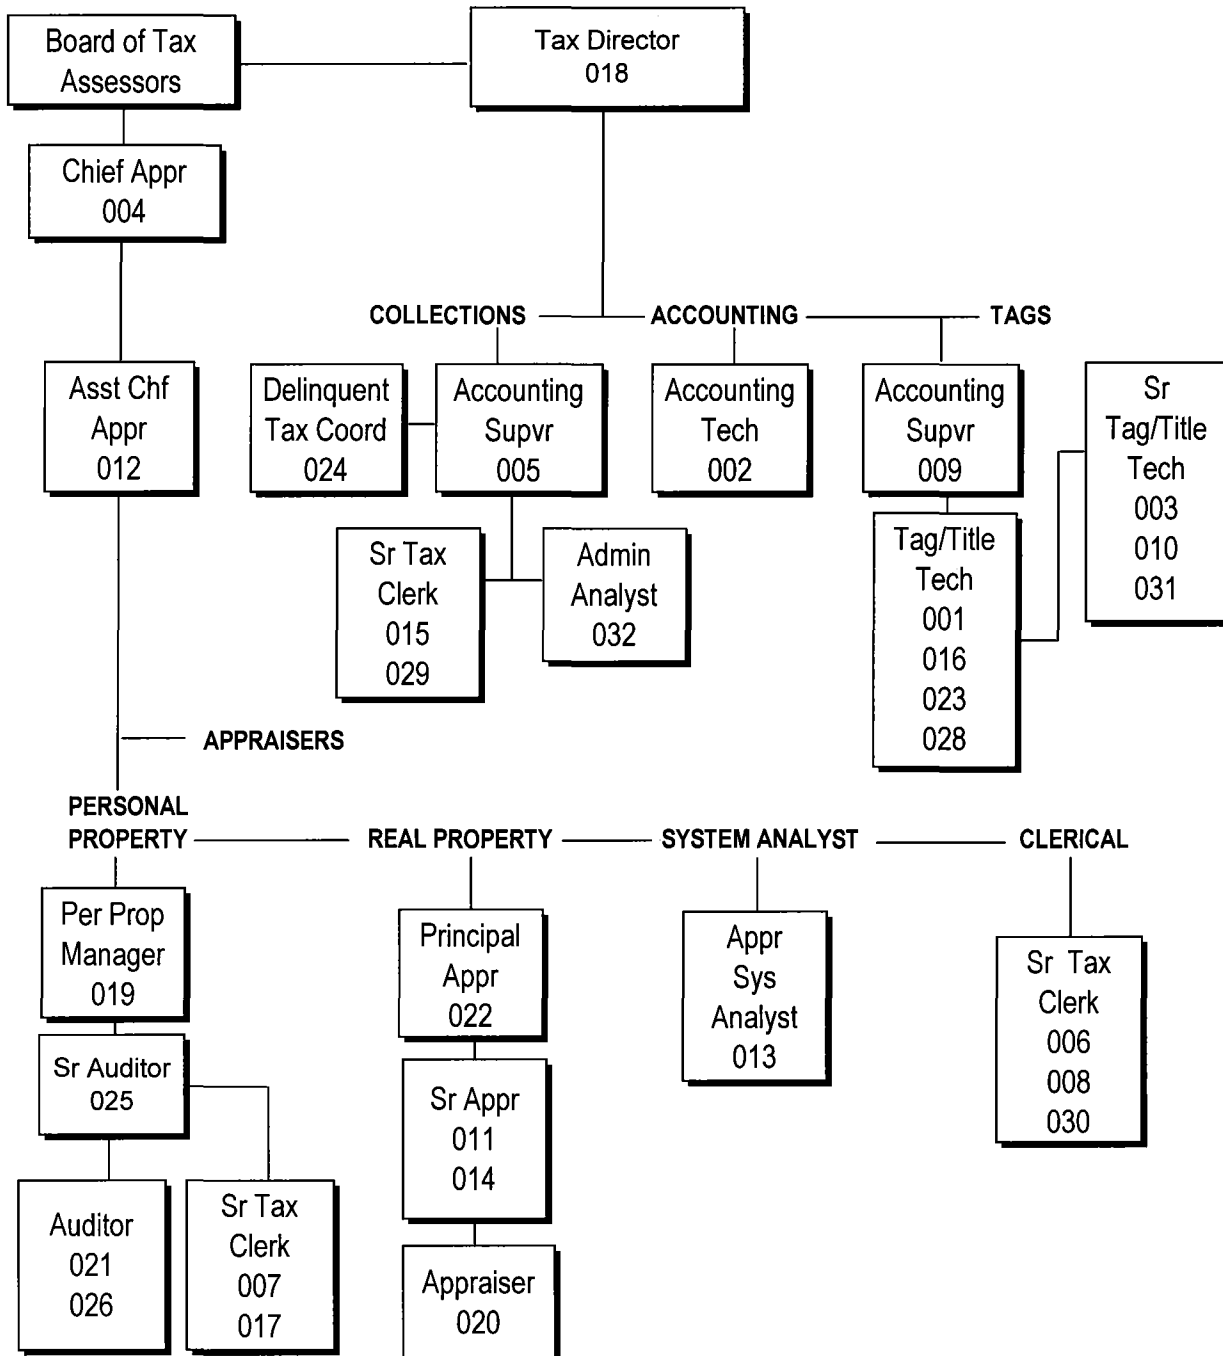 Board of Tax
Assessors
Tax Director
018
Chief Appr
004
COLLECTIONS
ACCOUNTING
TAGS
Asst Chf
Appr
012
Delinquent
Tax Coord
024
Accounting
Supvr
005
Accounting
Tech
002
Accounting
Supvr
009
Sr
Tag/Title
Tech
003
010
031
Sr Tax
Clerk
015
029
Admin
Analyst
032
Tag/Title
Tech
001
016
023
028
APPRAISERS
PERSONAL
PROPERTY
REAL PROPERTY
SYSTEM ANALYST
CLERICAL
Per Prop
Manager
019
Principal
Appr
022
Appr
Sys
Analyst
013
Sr Tax
Clerk
006
008
030
Sr Auditor
025
Sr Appr
011
014
Auditor
021
026
Sr Tax
Clerk
007
017
Appraiser
020